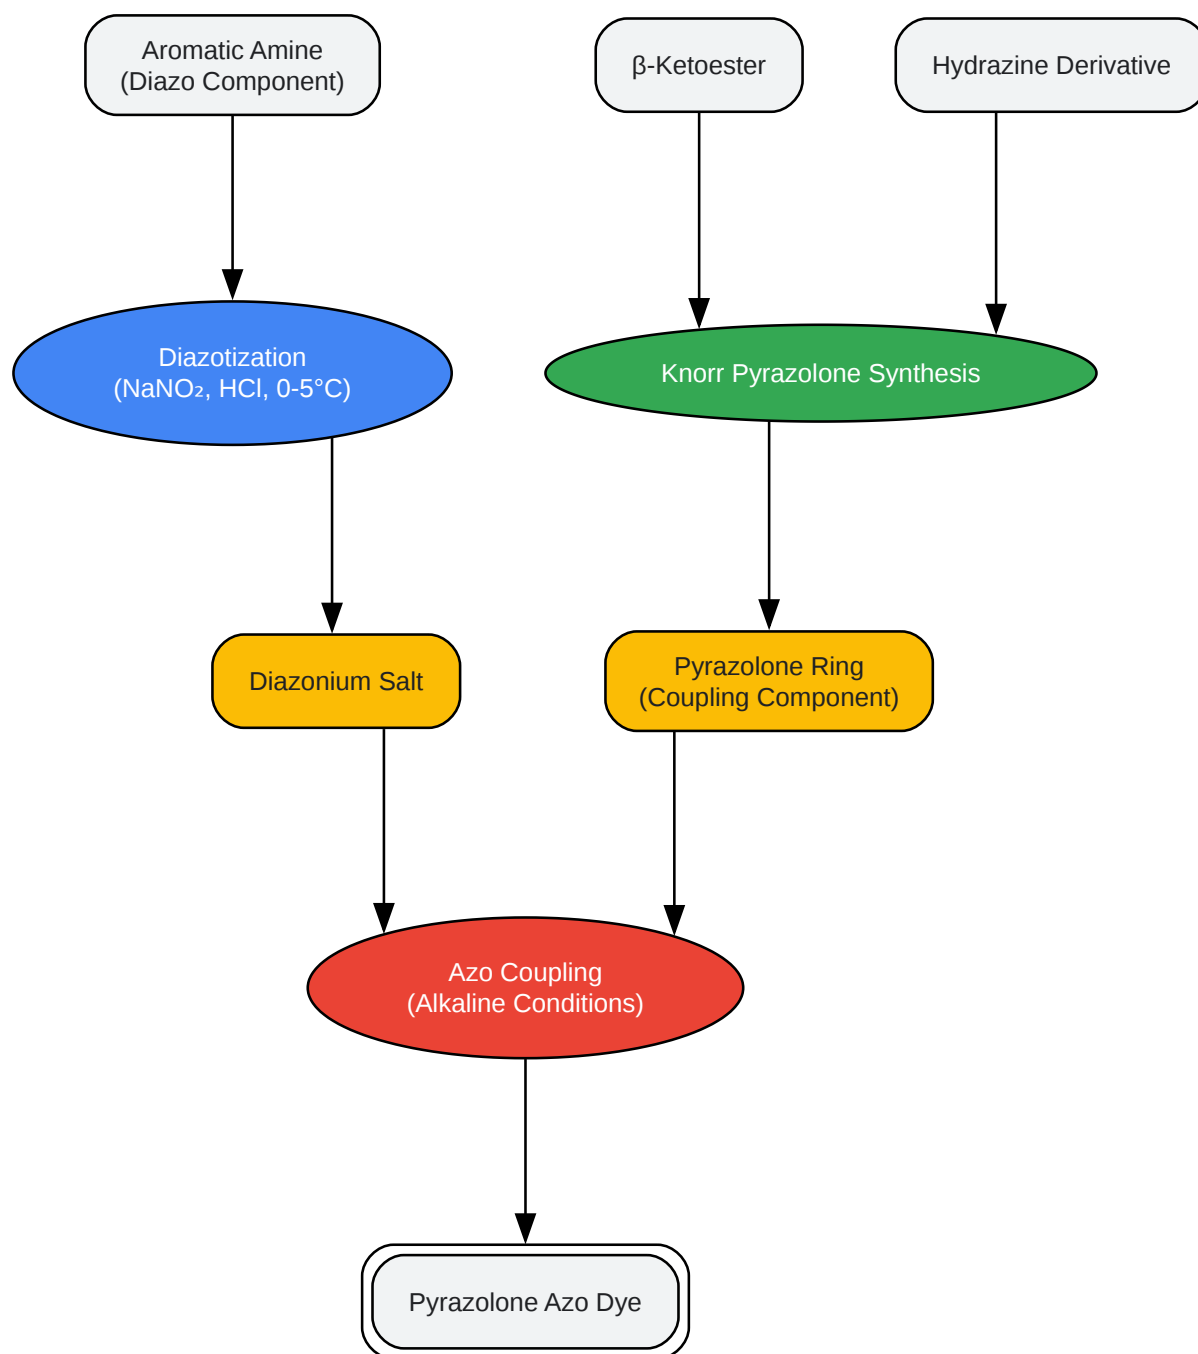 Aromatic Amine
(Diazo Component)
β-Ketoester
Hydrazine Derivative
Diazotization
(NaNO₂, HCl, 0-5°C)
Knorr Pyrazolone Synthesis
Diazonium Salt
Pyrazolone Ring
(Coupling Component)
Azo Coupling
(Alkaline Conditions)
Pyrazolone Azo Dye